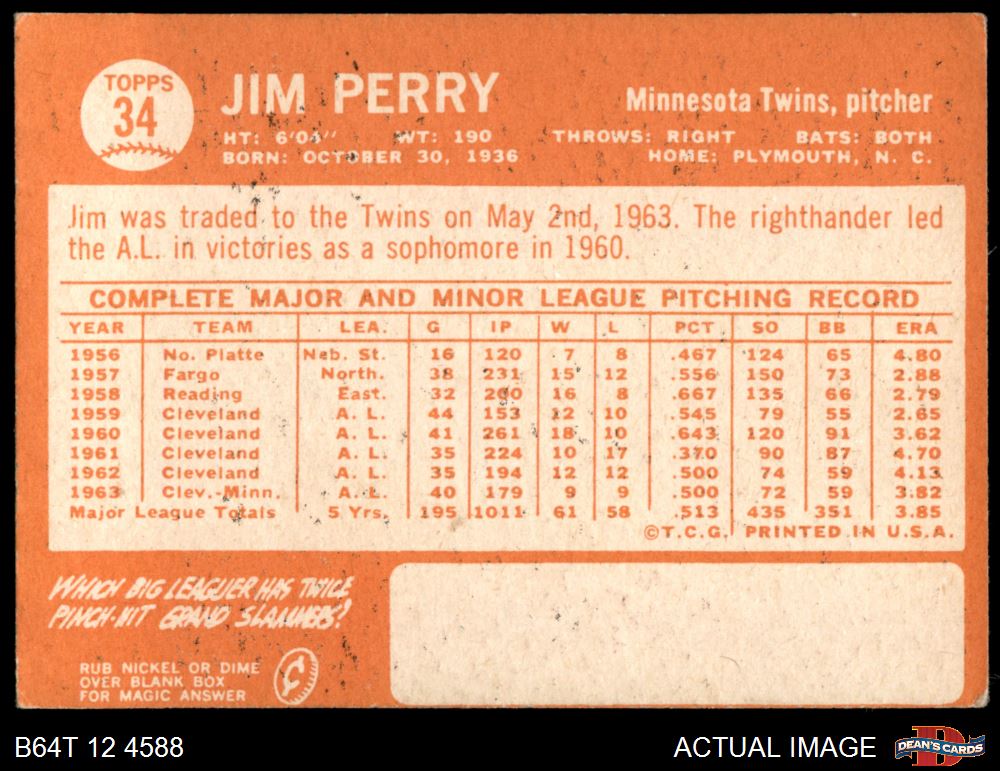 TOPPS
34
JIM PERRY
Minnesota Twins, pitcher
HT: 6'04" WT: 190 THROWS: RIGHT BATS: BOTH
BORN: OCTOBER 30, 1936 HOME: PLYMOUTH, N. C.
Jim was traded to the Twins on May 2nd, 1963. The righthander led
the A.L. in victories as a sophomore in 1960.
COMPLETE MAJOR AND MINOR LEAGUE PITCHING RECORD
YEAR TEAM LEA. G IP W L PCT SO BB ERA
1956 No. Platte Neb. St. 16 120 7 8 .467 124 65 4.80
1957 Fargo North. 38 231 15 12 .556 150 73 2.88
1958 Reading East. 32 200 16 8 .667 135 66 2.79
1959 Cleveland A. L. 44 153 12 10 .545 79 55 2.65
1960 Cleveland A. L. 41 261 18 10 .643 120 91 3.62
1961 Cleveland A. L. 35 224 10 17 .370 90 87 4.70
1962 Cleveland A. L. 35 194 12 12 .500 74 59 4.13
1963 Clev.-Minn. A. L. 40 179 9 9 .500 72 59 3.82
Major League Totals 5 Yrs. 195 1011 61 58 .513 435 351 3.85
©T.C.G. PRINTED IN U.S.A.
WHICH BIG LEAGUER HAS TWICE
PINCH-HIT GRAND SLAMMERS?
RUB NICKEL OR DIME
OVER BLANK BOX
FOR MAGIC ANSWER
B64T 12 4588
ACTUAL IMAGE
DEAN'S CARDS